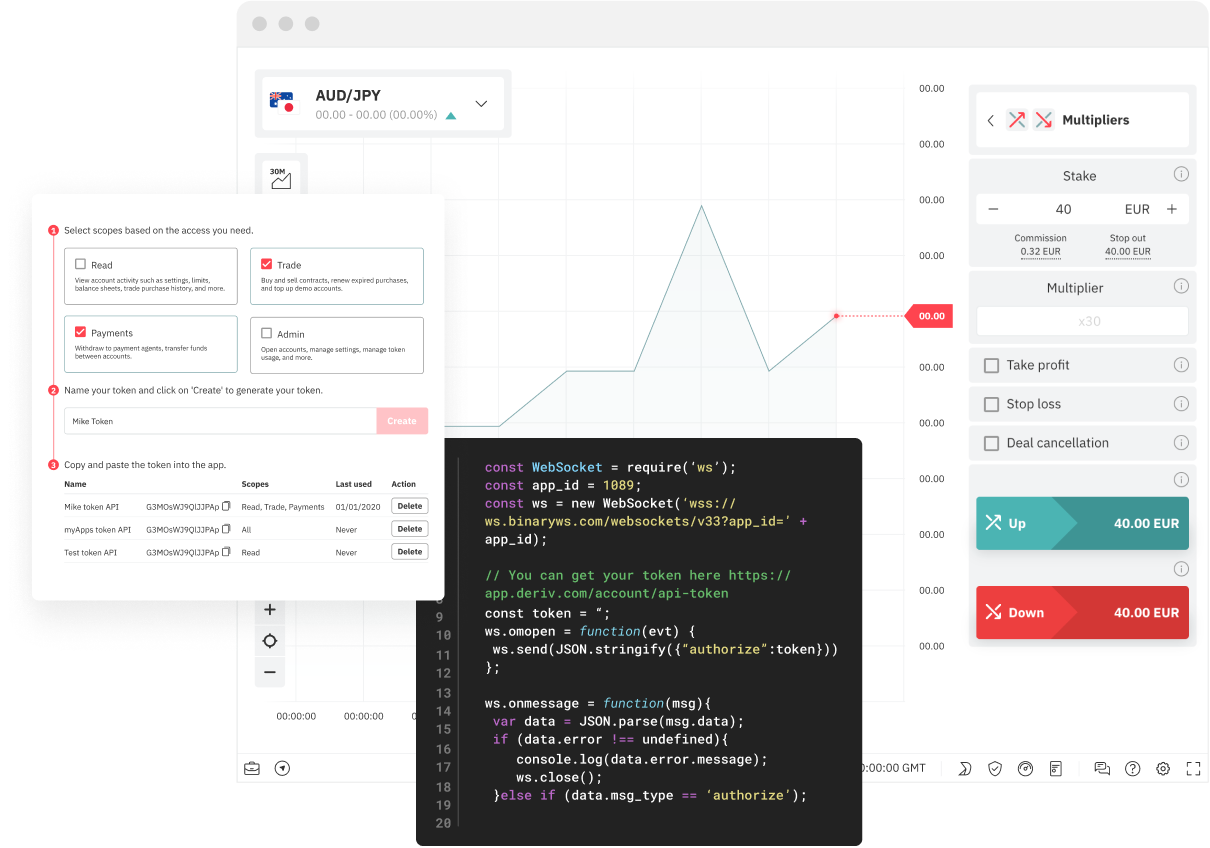 AUD/JPY
00.00 - 00.00 (00.00%)
30M
00.00
00.00
00.00
00.00
00.00
00.00
00.00
00.00
00.00
00.00
00.00
Multipliers
Stake
− 40 EUR +
Commission Stop out
0.32 EUR 40.00 EUR
Multiplier
x30
Take profit
Stop loss
Deal cancellation
Up 40.00 EUR
Down 40.00 EUR
1 Select scopes based on the access you need.
Read
View account activity such as settings, limits,
balance sheets, trade purchase history, and more.
Trade
Buy and sell contracts, renew expired purchases,
and top up demo accounts.
Payments
Withdraw to payment agents, transfer funds
between accounts.
Admin
Open accounts, manage settings, manage token
usage, and more.
2 Name your token and click on 'Create' to generate your token.
Mike Token Create
3 Copy and paste the token into the app.
Name Scopes Last used Action
Mike token API G3MOsWJ9QlJJPAp Read, Trade, Payments 01/01/2020 Delete
myApps token API G3MOsWJ9QlJJPAp All Never Delete
Test token API G3MOsWJ9QlJJPAp Read Never Delete
+
−
00:00:00 00:00:00
const WebSocket = require(‘ws’);
const app_id = 1089;
const ws = new WebSocket(‘wss://
ws.binaryws.com/websockets/v33?app_id=’ +
app_id);
// You can get your token here https://
app.deriv.com/account/api-token
8
9 const token = “;
10 ws.omopen = function(evt) {
11 ws.send(JSON.stringify({“authorize”:token}))
12 };
13
14 ws.onmessage = function(msg){
15 var data = JSON.parse(msg.data);
16 if (data.error !== undefined){
17 console.log(data.error.message);
18 ws.close();
19 }else if (data.msg_type == ‘authorize’);
20
0:00:00 GMT